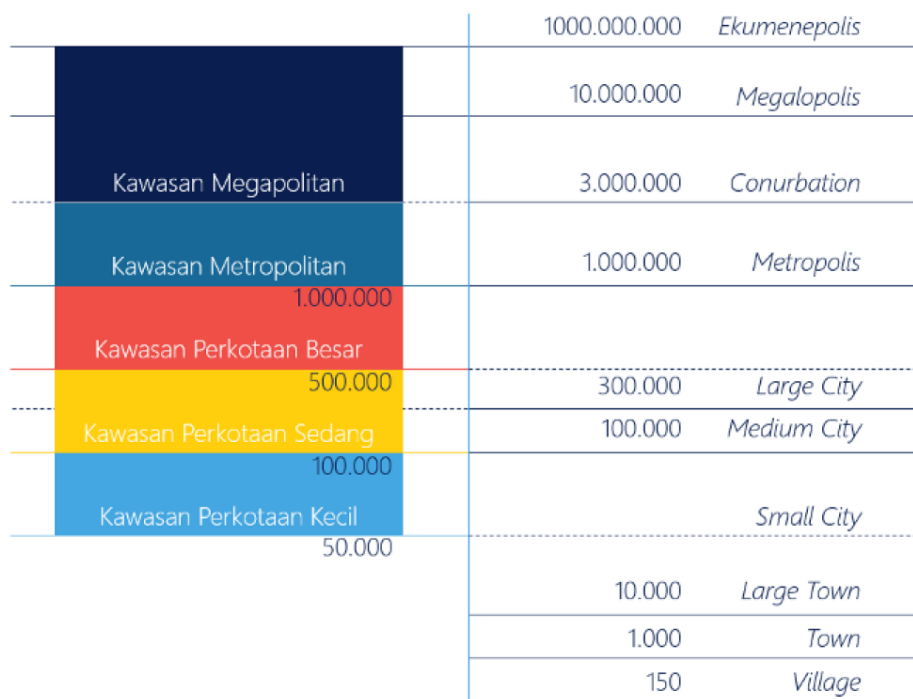 1000.000.000 Ekumenepolis
10.000.000 Megalopolis
Kawasan Megapolitan
3.000.000 Conurbation
Kawasan Metropolitan
1.000.000 Metropolis
1.000.000
Kawasan Perkotaan Besar
500.000
300.000 Large City
Kawasan Perkotaan Sedang
100.000 Medium City
100.000
Kawasan Perkotaan Kecil
Small City
50.000
10.000 Large Town
1.000 Town
150 Village